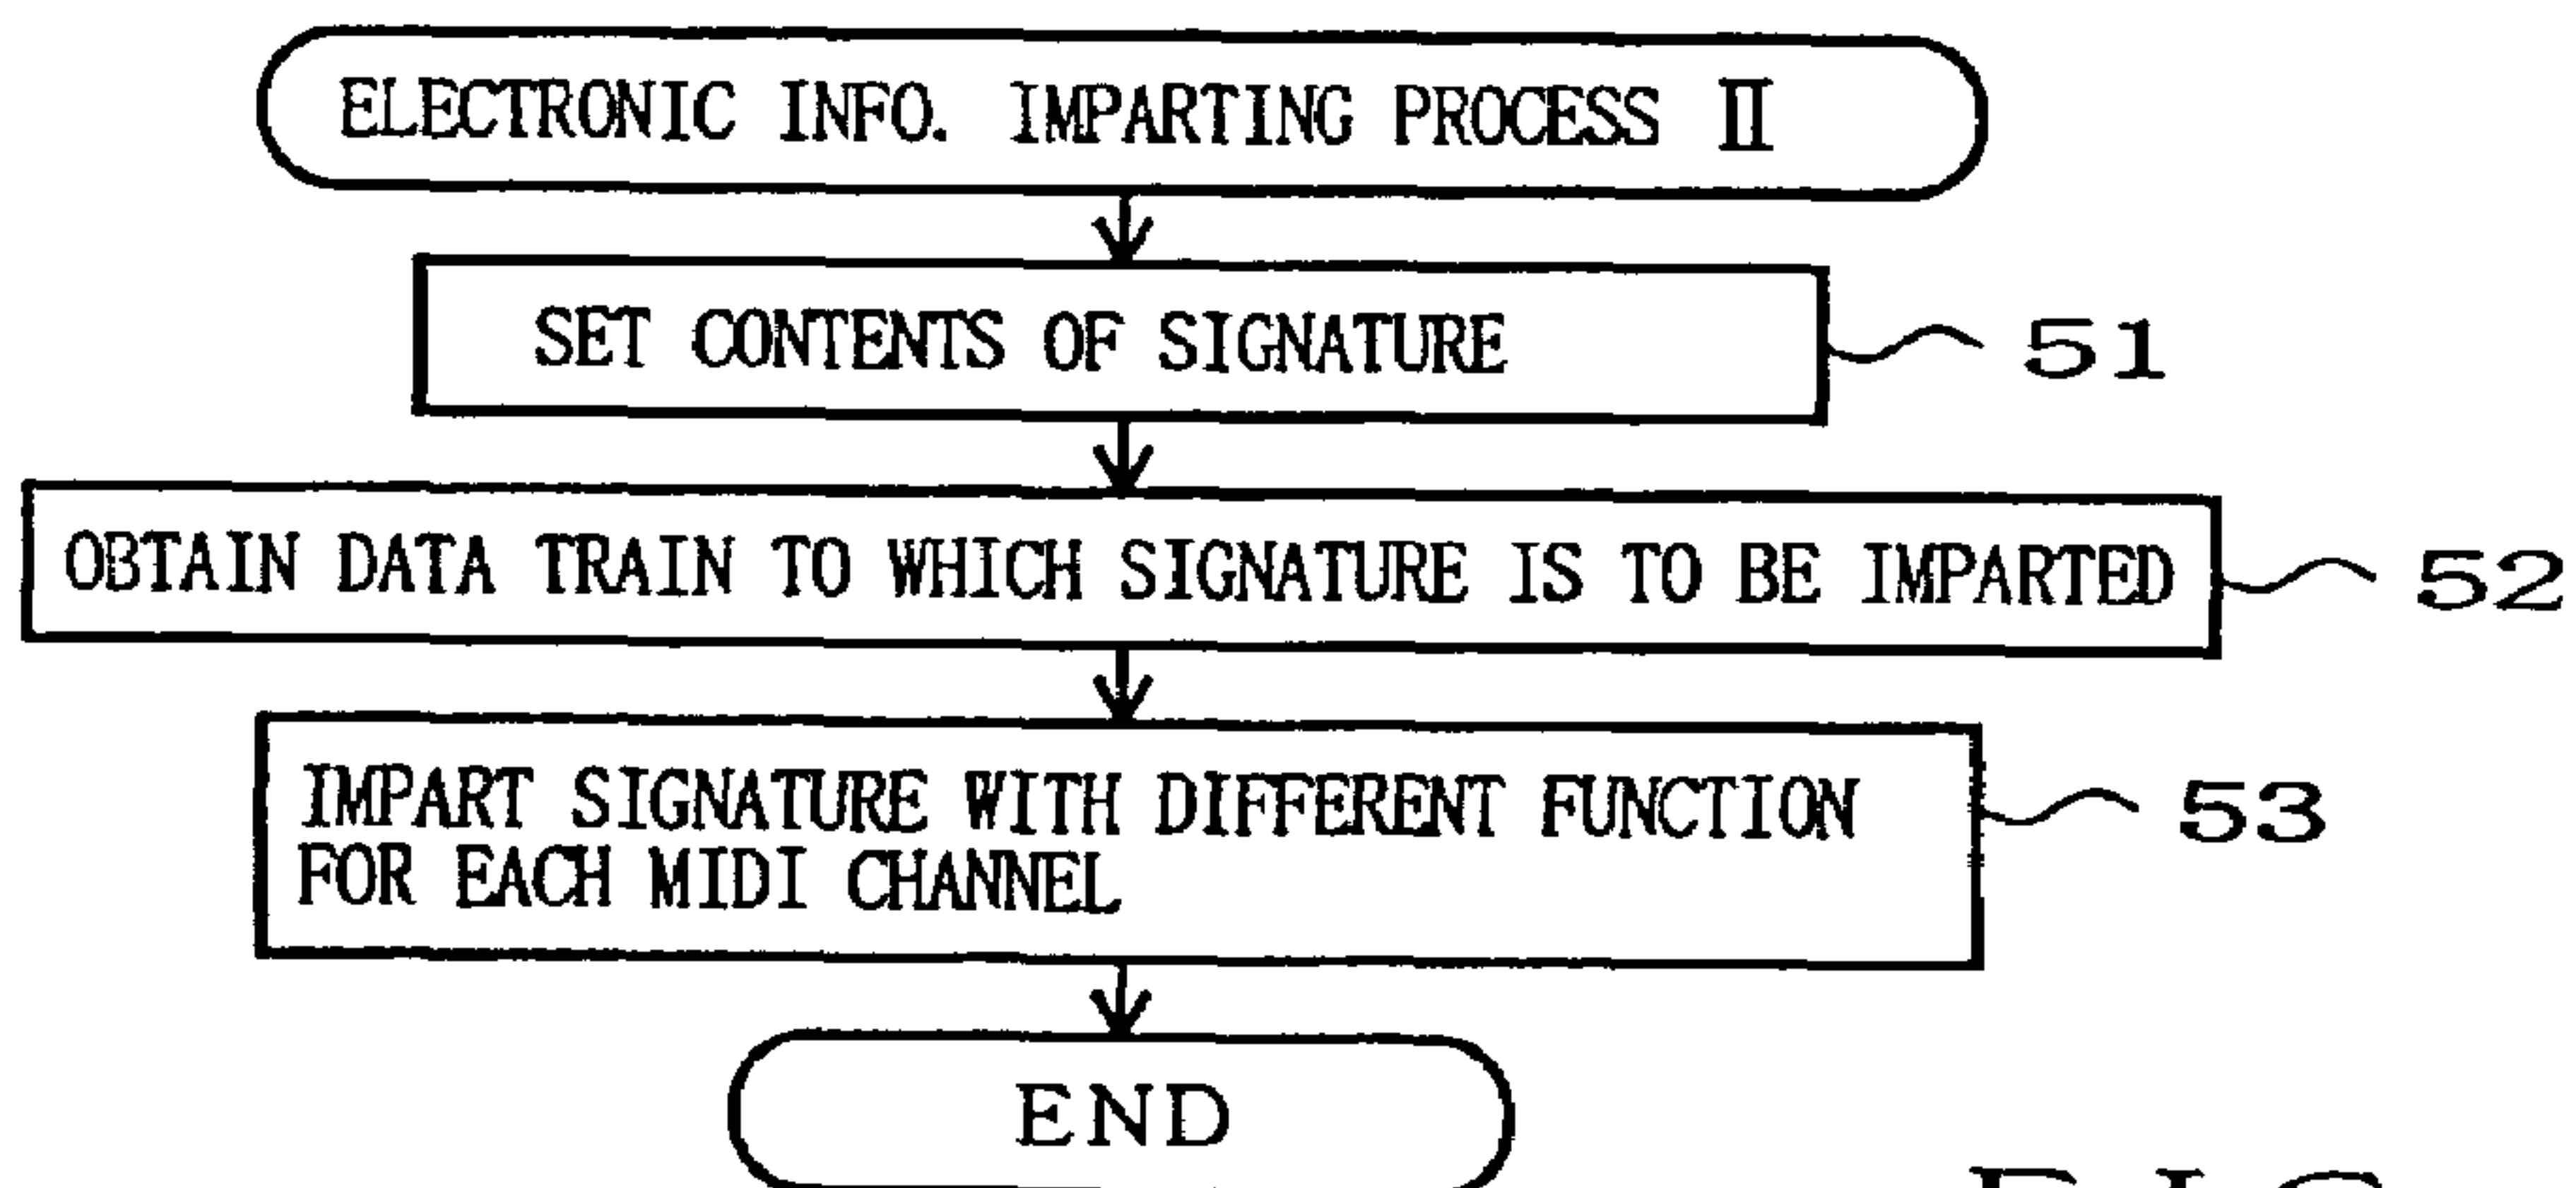 ELECTRONIC INFO. IMPARTING PROCESS II
SET CONTENTS OF SIGNATURE
51
OBTAIN DATA TRAIN TO WHICH SIGNATURE IS TO BE IMPARTED
52
IMPART SIGNATURE WITH DIFFERENT FUNCTION
FOR EACH MIDI CHANNEL
53
END